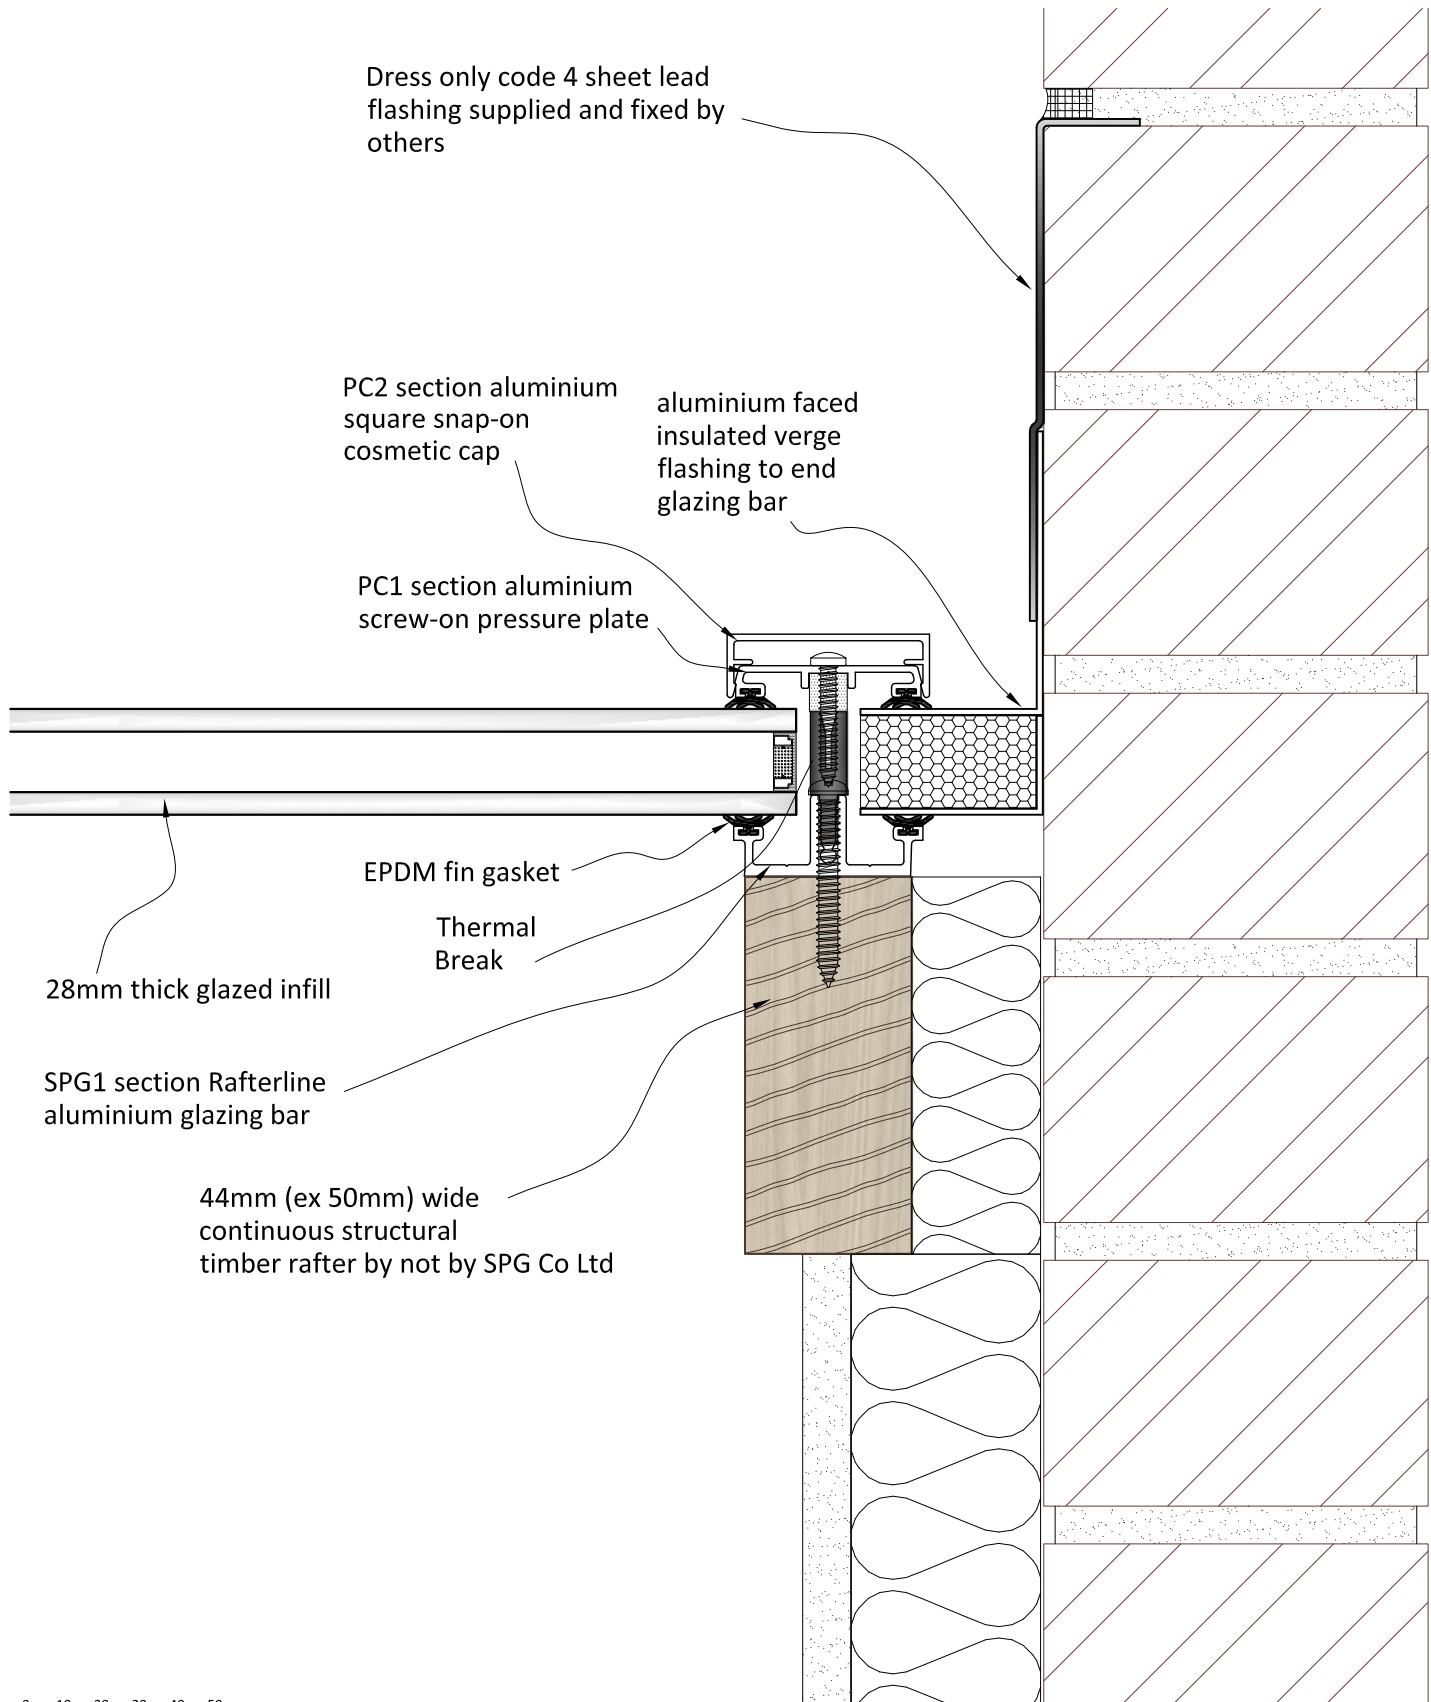 Dress only code 4 sheet lead
flashing supplied and fixed by
others
PC2 section aluminium
square snap-on
cosmetic cap
aluminium faced
insulated verge
flashing to end
glazing bar
PC1 section aluminium
screw-on pressure plate
EPDM fin gasket
Thermal
Break
28mm thick glazed infill
SPG1 section Rafterline
aluminium glazing bar
44mm (ex 50mm) wide
continuous structural
timber rafter by not by SPG Co Ltd